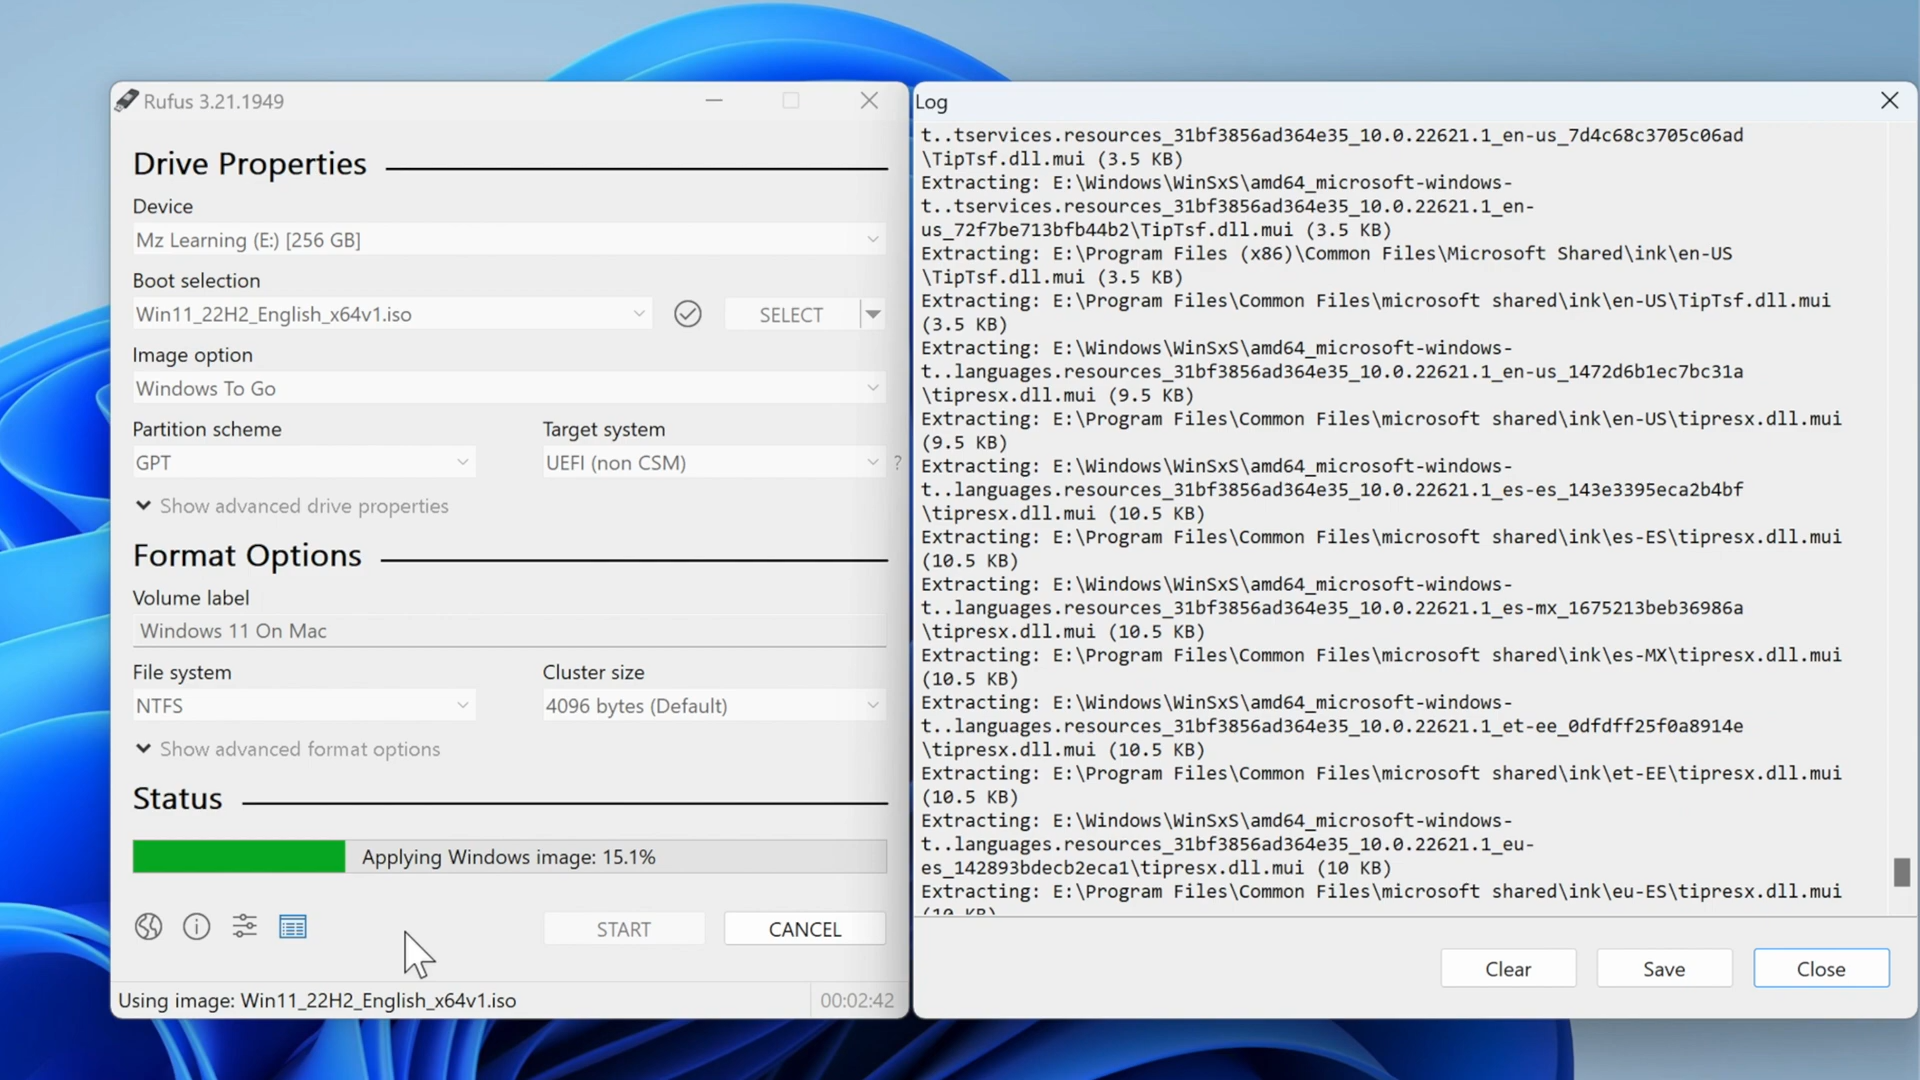 Rufus 3.21.1949
Drive Properties
Device
Mz Learning (E:) [256 GB]
Boot selection
Win11_22H2_English_x64v1.iso
SELECT
Image option
Windows To Go
Partition scheme
Target system
GPT
UEFI (non CSM)
?
Show advanced drive properties
Format Options
Volume label
Windows 11 On Mac
File system
Cluster size
NTFS
4096 bytes (Default)
Show advanced format options
Status
Applying Windows image: 15.1%
START
CANCEL
Using image: Win11_22H2_English_x64v1.iso
00:02:42
Log
t..tservices.resources_31bf3856ad364e35_10.0.22621.1_en-us_7d4c68c3705c06ad
\TipTsf.dll.mui (3.5 KB)
Extracting: E:\Windows\WinSxS\amd64_microsoft-windows-
t..tservices.resources_31bf3856ad364e35_10.0.22621.1_en-
us_72f7be713bfb44b2\TipTsf.dll.mui (3.5 KB)
Extracting: E:\Program Files (x86)\Common Files\Microsoft Shared\ink\en-US
\TipTsf.dll.mui (3.5 KB)
Extracting: E:\Program Files\Common Files\microsoft shared\ink\en-US\TipTsf.dll.mui
(3.5 KB)
Extracting: E:\Windows\WinSxS\amd64_microsoft-windows-
t..languages.resources_31bf3856ad364e35_10.0.22621.1_en-us_1472d6b1ec7bc31a
\tipresx.dll.mui (9.5 KB)
Extracting: E:\Program Files\Common Files\microsoft shared\ink\en-US\tipresx.dll.mui
(9.5 KB)
Extracting: E:\Windows\WinSxS\amd64_microsoft-windows-
t..languages.resources_31bf3856ad364e35_10.0.22621.1_es-es_143e3395eca2b4bf
\tipresx.dll.mui (10.5 KB)
Extracting: E:\Program Files\Common Files\microsoft shared\ink\es-ES\tipresx.dll.mui
(10.5 KB)
Extracting: E:\Windows\WinSxS\amd64_microsoft-windows-
t..languages.resources_31bf3856ad364e35_10.0.22621.1_es-mx_1675213beb36986a
\tipresx.dll.mui (10.5 KB)
Extracting: E:\Program Files\Common Files\microsoft shared\ink\es-MX\tipresx.dll.mui
(10.5 KB)
Extracting: E:\Windows\WinSxS\amd64_microsoft-windows-
t..languages.resources_31bf3856ad364e35_10.0.22621.1_et-ee_0dfdff25f0a8914e
\tipresx.dll.mui (10.5 KB)
Extracting: E:\Program Files\Common Files\microsoft shared\ink\et-EE\tipresx.dll.mui
(10.5 KB)
Extracting: E:\Windows\WinSxS\amd64_microsoft-windows-
t..languages.resources_31bf3856ad364e35_10.0.22621.1_eu-
es_142893bdecb2eca1\tipresx.dll.mui (10 KB)
Extracting: E:\Program Files\Common Files\microsoft shared\ink\eu-ES\tipresx.dll.mui
(10 KB)
Clear
Save
Close